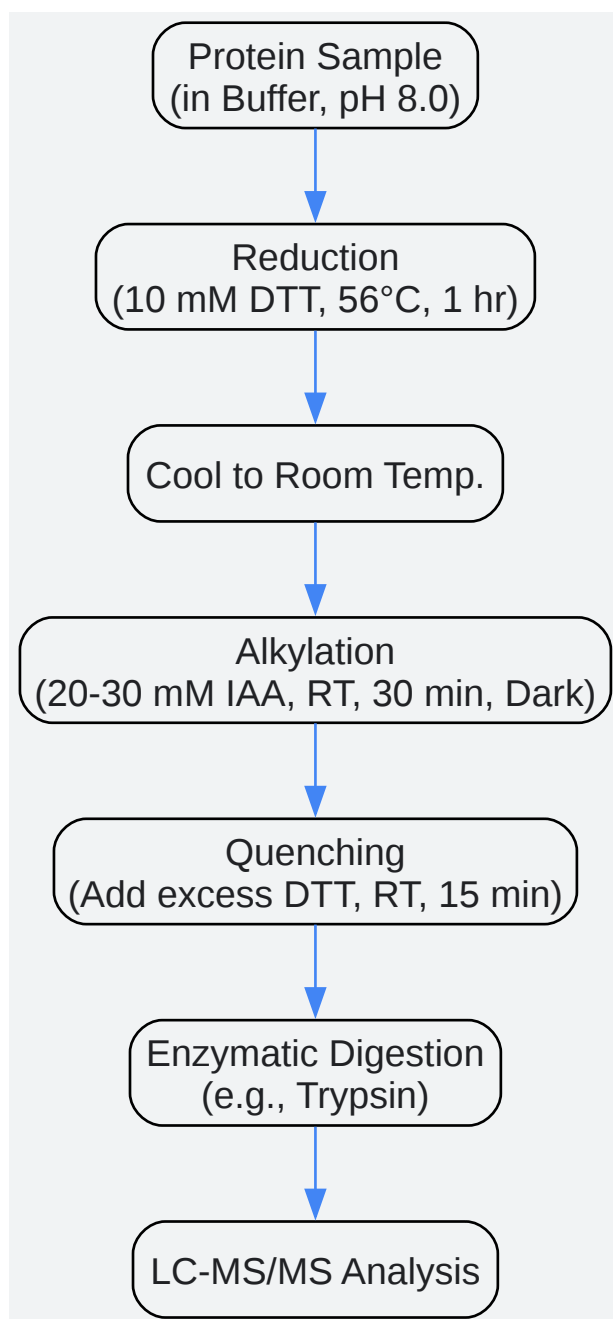 Protein Sample
(in Buffer, pH 8.0)
Reduction
(10 mM DTT, 56°C, 1 hr)
Cool to Room Temp.
Alkylation
(20-30 mM IAA, RT, 30 min, Dark)
Quenching
(Add excess DTT, RT, 15 min)
Enzymatic Digestion
(e.g., Trypsin)
LC-MS/MS Analysis